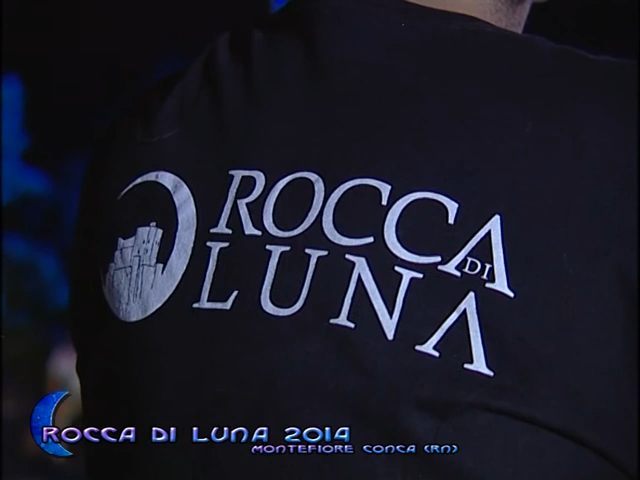 ROCCA
DI
LUNA
ROCCA DI LUNA 2014
MONTEFIORE CONCA (RN)